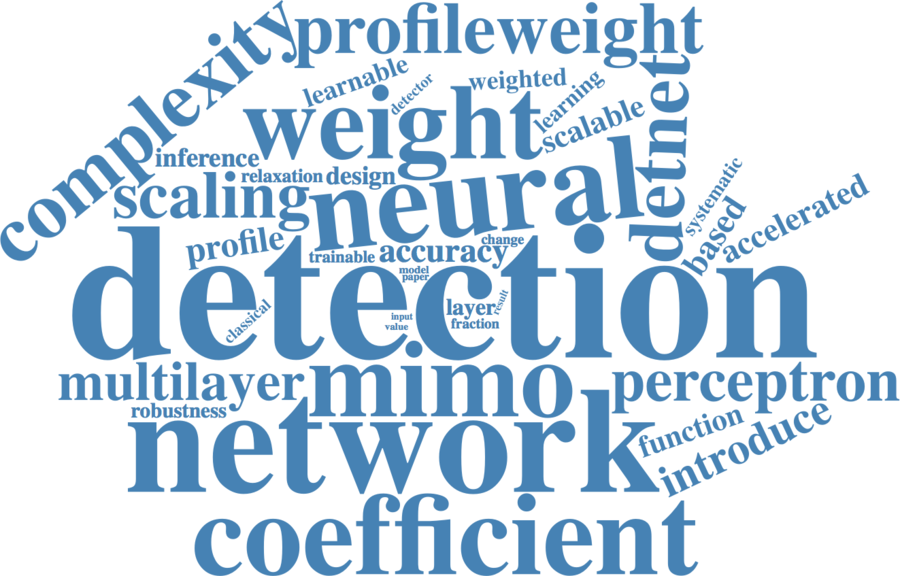 complexity
profileweight
learnable
detector
weighted
learning
weight
scalable
detnet
inference
relaxation
design
scaling
neural
systematic
based
accelerated
profile
trainable
accuracy
change
detection
model
paper
classical
input
value
layer
result
fraction
multilayer
mimo
perceptron
robustness
network
function
introduce
coefficient